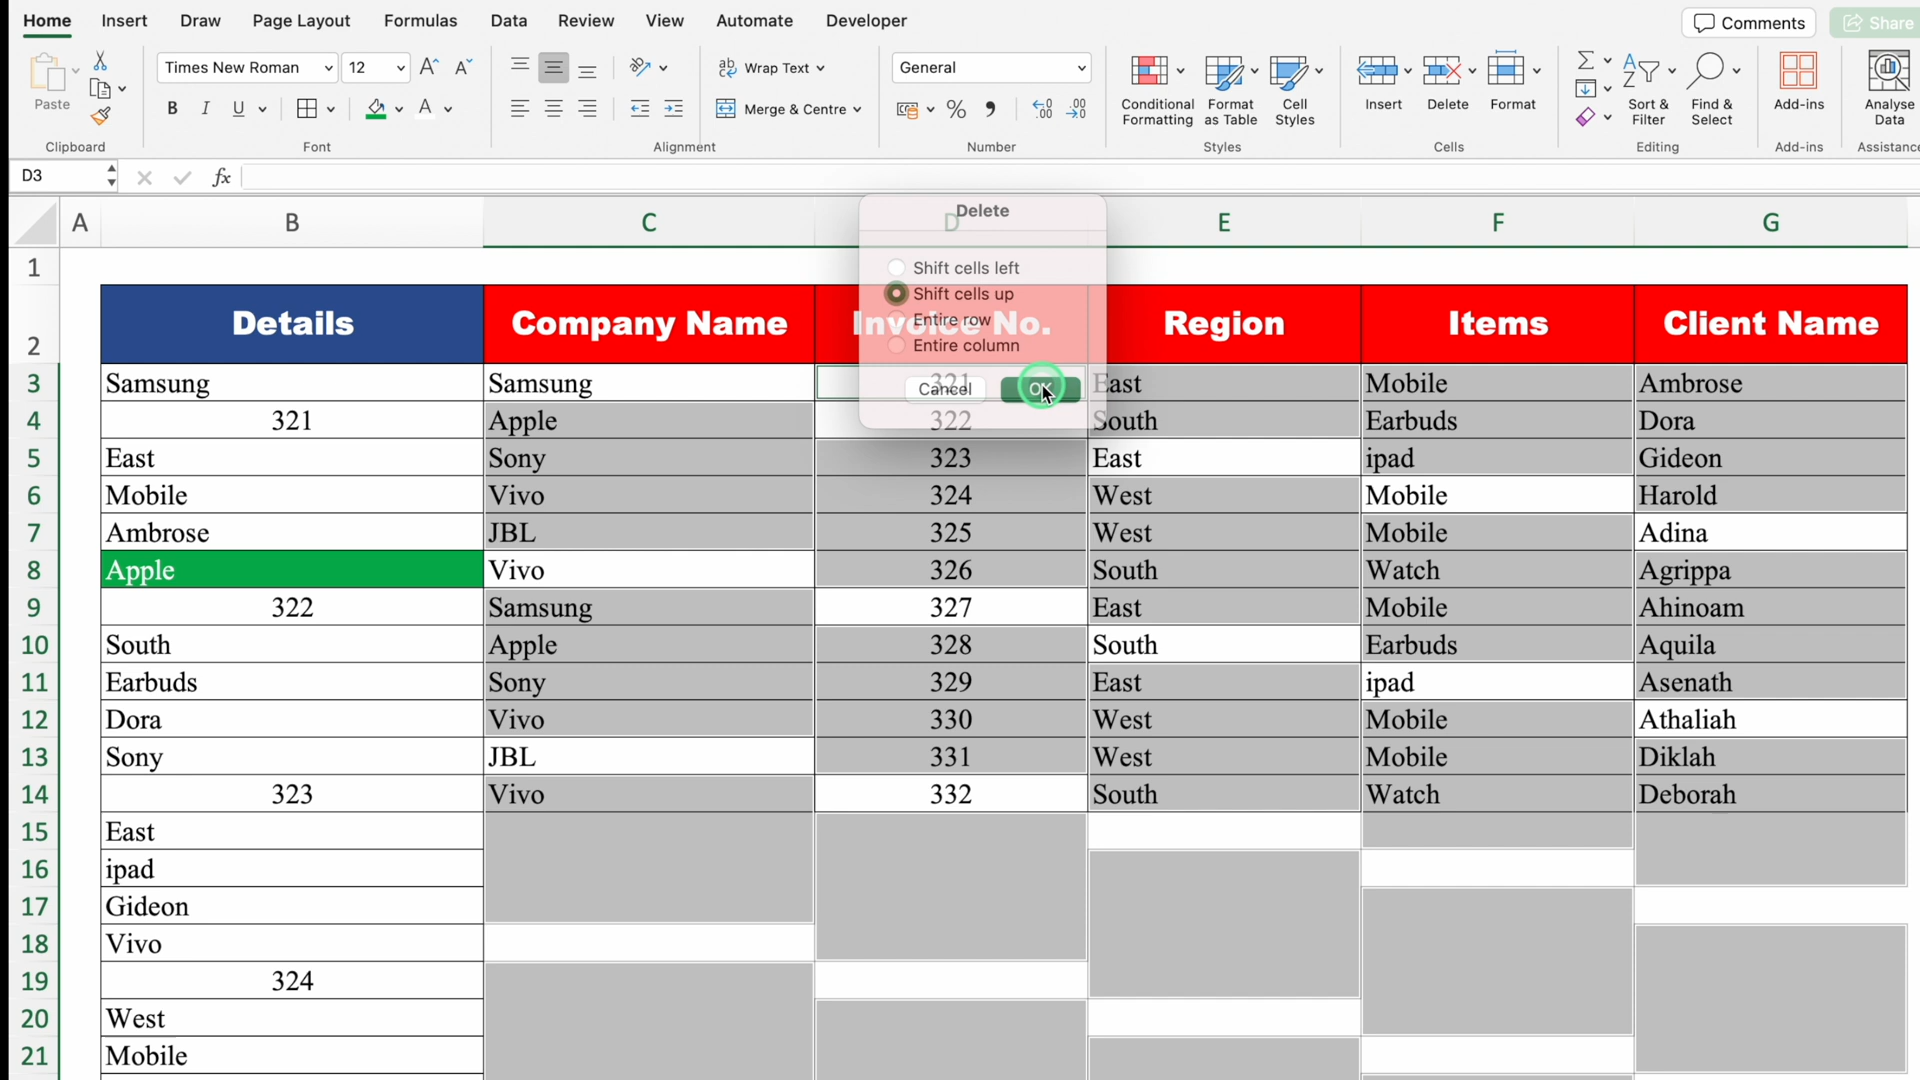 Home Insert Draw Page Layout Formulas Data Review View Automate Developer Comments Share
Times New Roman 12 Wrap Text General
Paste Conditional Formatting Format as Table Cell Styles Insert Delete Format Sort & Filter Find & Select Add-ins Analyse Data
B I U A Merge & Centre %
Clipboard Font Alignment Number Styles Cells Editing Add-ins Assistance
D3 fx
Delete
A B C D E F G
Shift cells left
Shift cells up
Entire row
Entire column
Cancel OK
1
2 Details Company Name Invoice No. Region Items Client Name
3 Samsung Samsung 321 East Mobile Ambrose
4 321 Apple 322 South Earbuds Dora
5 East Sony 323 East ipad Gideon
6 Mobile Vivo 324 West Mobile Harold
7 Ambrose JBL 325 West Mobile Adina
8 Apple Vivo 326 South Watch Agrippa
9 322 Samsung 327 East Mobile Ahinoam
10 South Apple 328 South Earbuds Aquila
11 Earbuds Sony 329 East ipad Asenath
12 Dora Vivo 330 West Mobile Athaliah
13 Sony JBL 331 West Mobile Diklah
14 323 Vivo 332 South Watch Deborah
15 East
16 ipad
17 Gideon
18 Vivo
19 324
20 West
21 Mobile